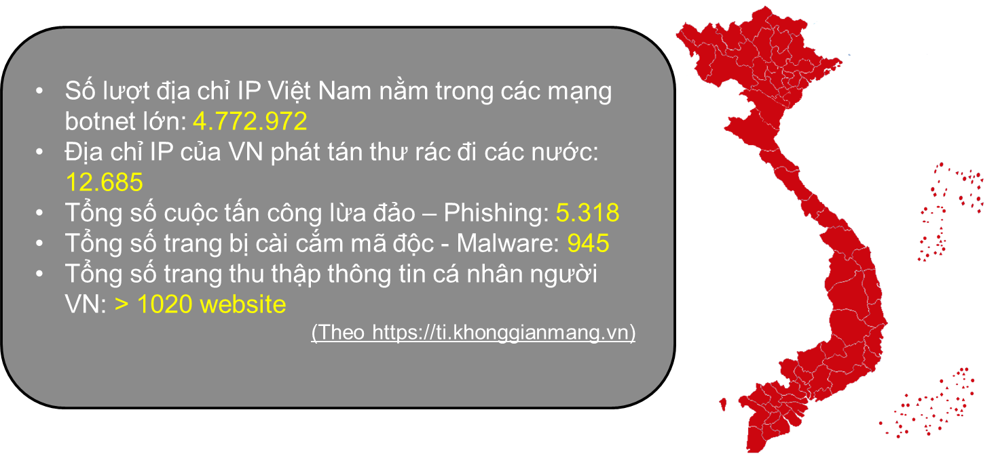 • Số lượt địa chỉ IP Việt Nam nằm trong các mạng
botnet lớn: 4.772.972
• Địa chỉ IP của VN phát tán thư rác đi các nước:
12.685
• Tổng số cuộc tấn công lừa đảo – Phishing: 5.318
• Tổng số trang bị cài cắm mã độc - Malware: 945
• Tổng số trang thu thập thông tin cá nhân người
VN: > 1020 website
(Theo https://ti.khonggianmang.vn)